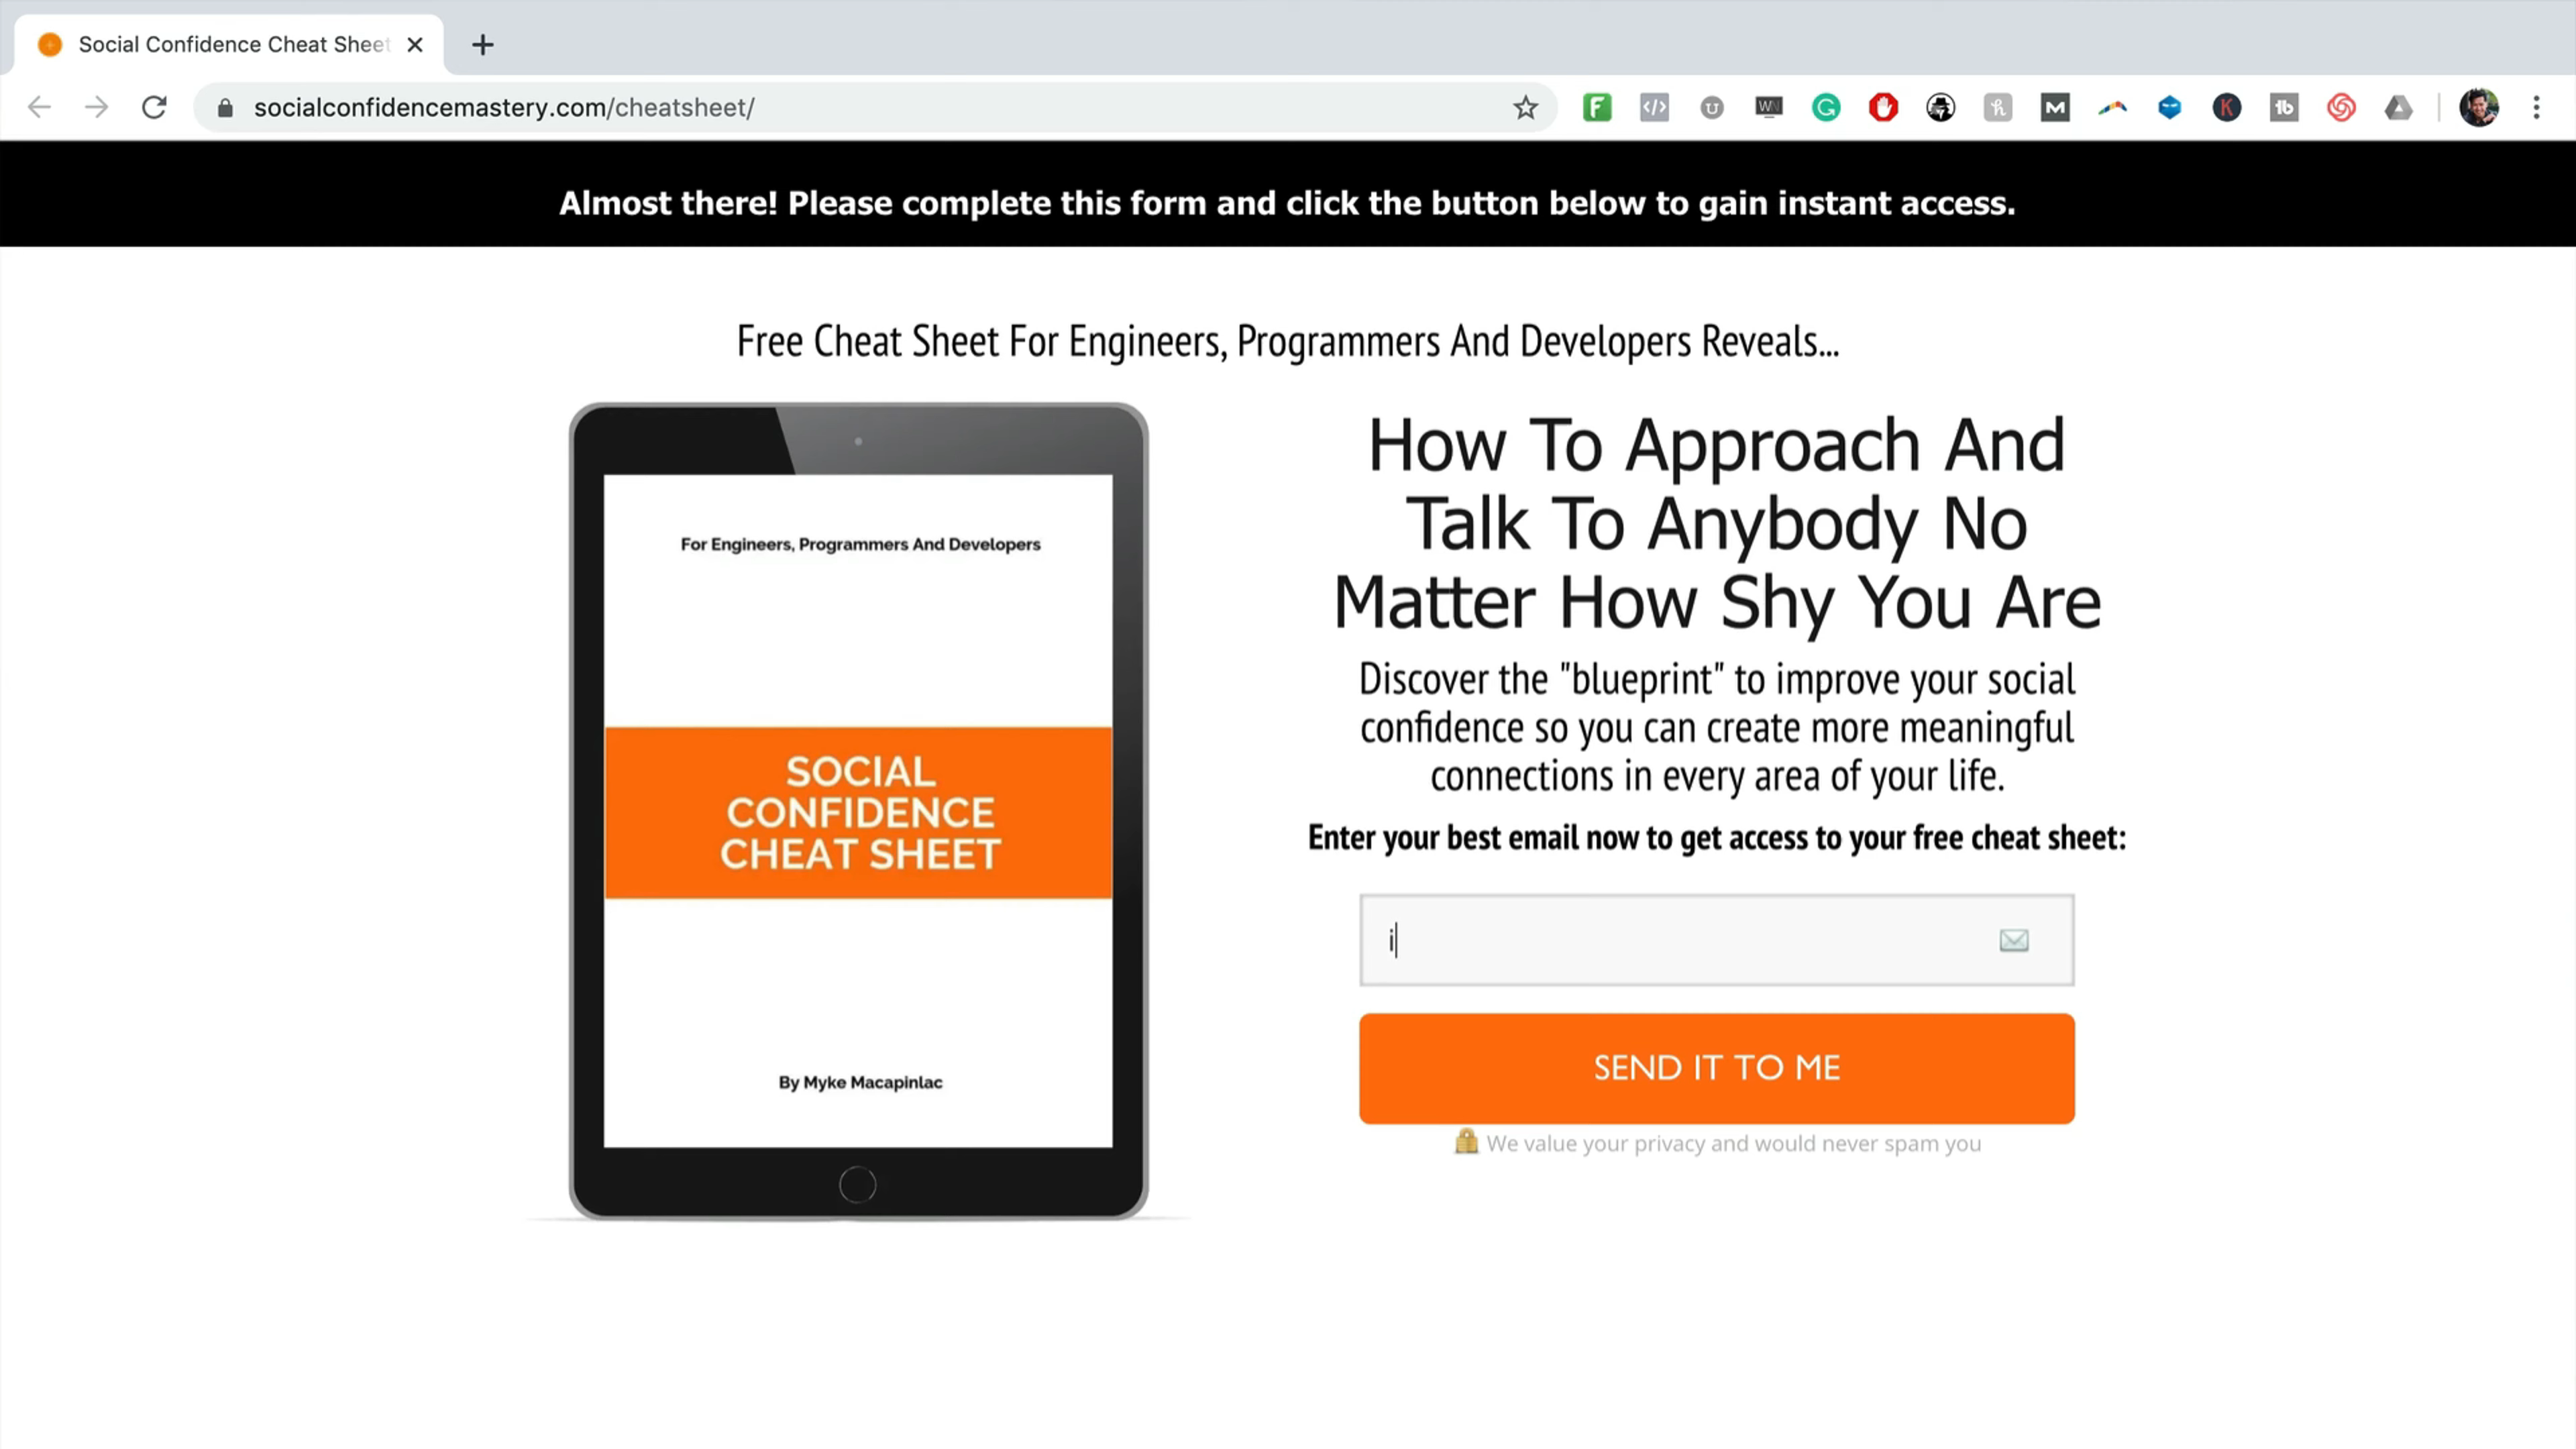 Social Confidence Cheat Sheet
socialconfidencemastery.com/cheatsheet/
Almost there! Please complete this form and click the button below to gain instant access.
Free Cheat Sheet For Engineers, Programmers And Developers Reveals...
For Engineers, Programmers And Developers
SOCIAL
CONFIDENCE
CHEAT SHEET
By Myke Macapinlac
How To Approach And
Talk To Anybody No
Matter How Shy You Are
Discover the "blueprint" to improve your social
confidence so you can create more meaningful
connections in every area of your life.
Enter your best email now to get access to your free cheat sheet:
i
SEND IT TO ME
We value your privacy and would never spam you